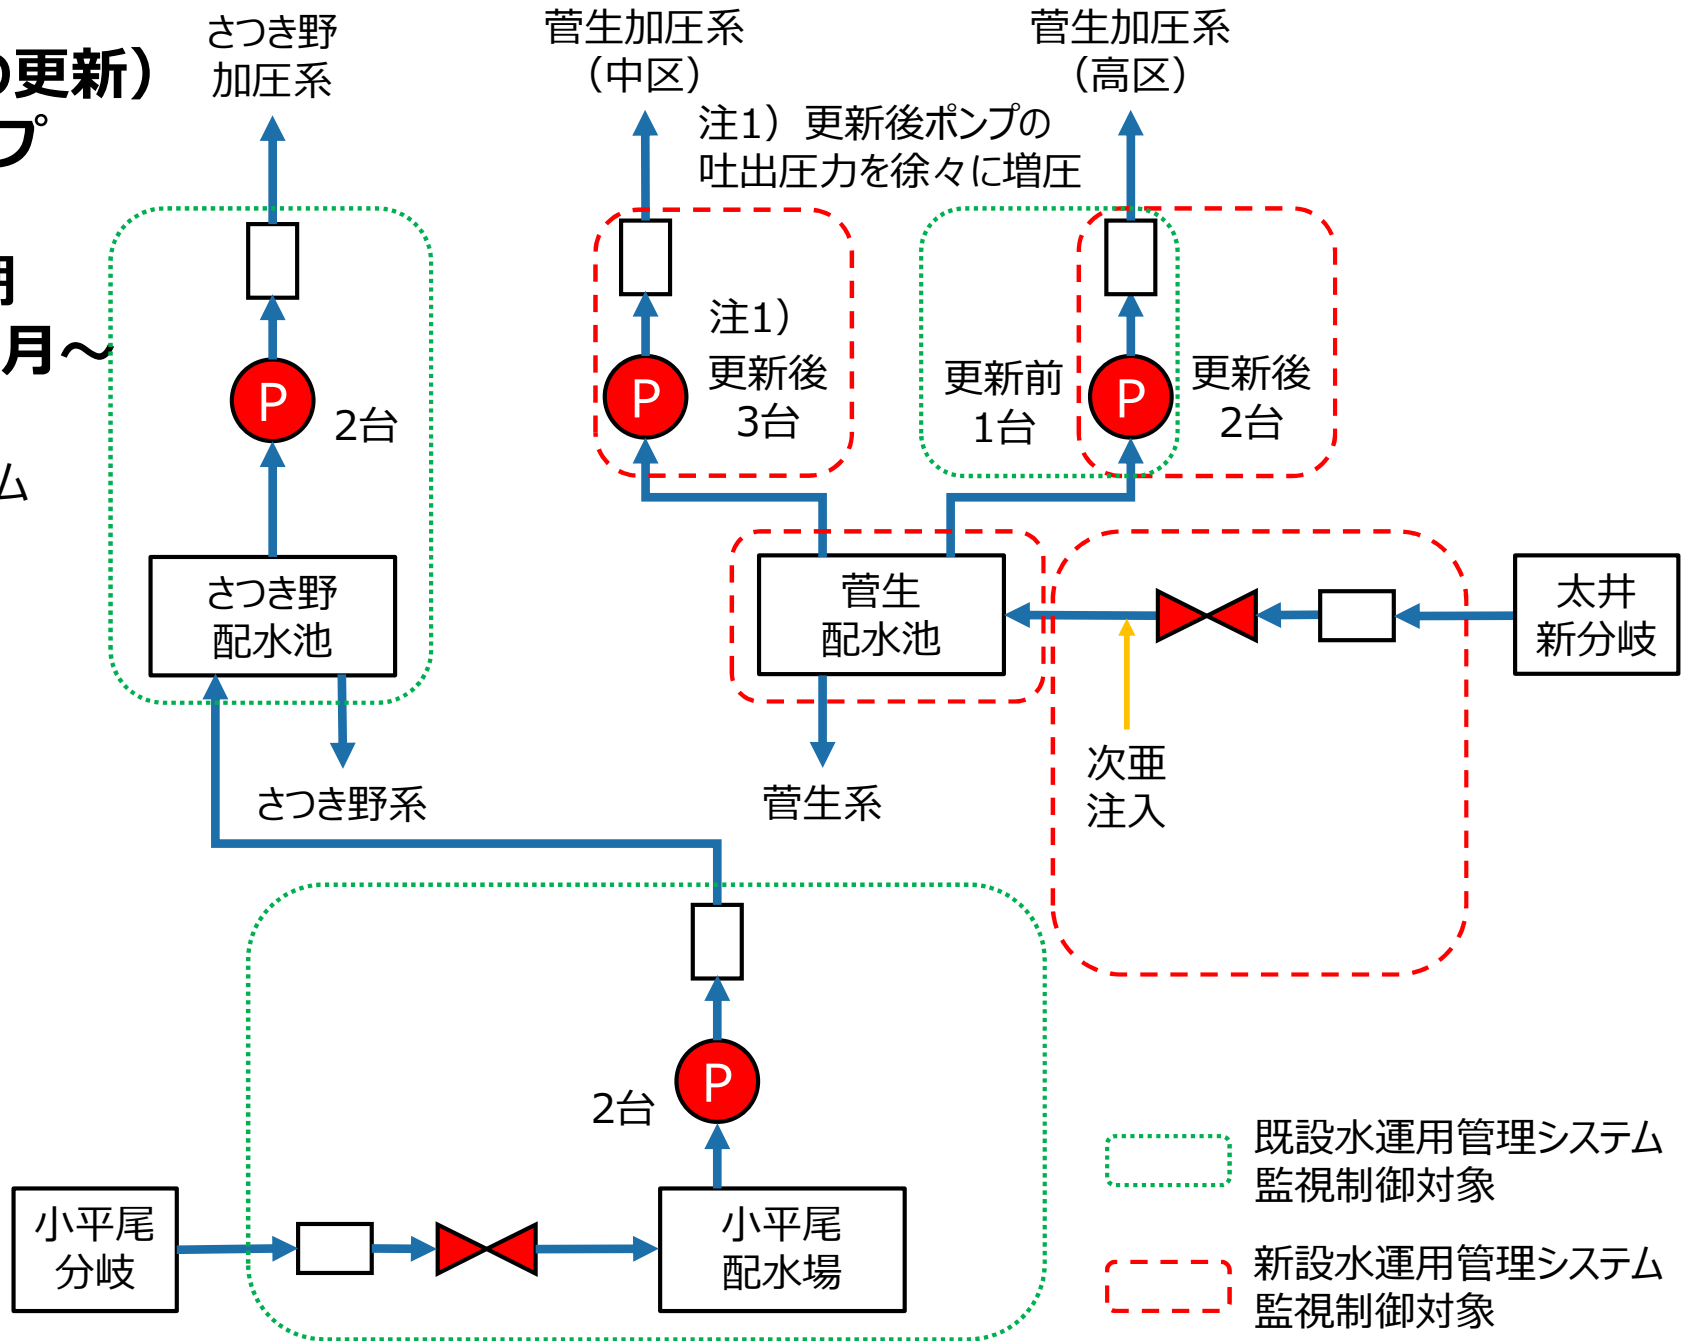 の更新）
プ
月
月～
ム
さつき野
加圧系
菅生加圧系
（中区）
菅生加圧系
（高区）
注1）更新後ポンプの
吐出圧力を徐々に増圧
注1）
更新後
3台
更新前
1台
更新後
2台
P
P
P
2台
さつき野
配水池
菅生
配水池
太井
新分岐
次亜
注入
さつき野系
菅生系
P
2台
小平尾
分岐
小平尾
配水場
既設水運用管理システム
監視制御対象
新設水運用管理システム
監視制御対象